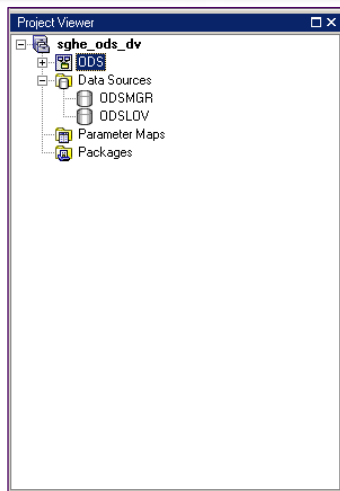 Project Viewer
sghe_ods_dv
ODS
Data Sources
ODSMGR
ODSLOV
Parameter Maps
Packages